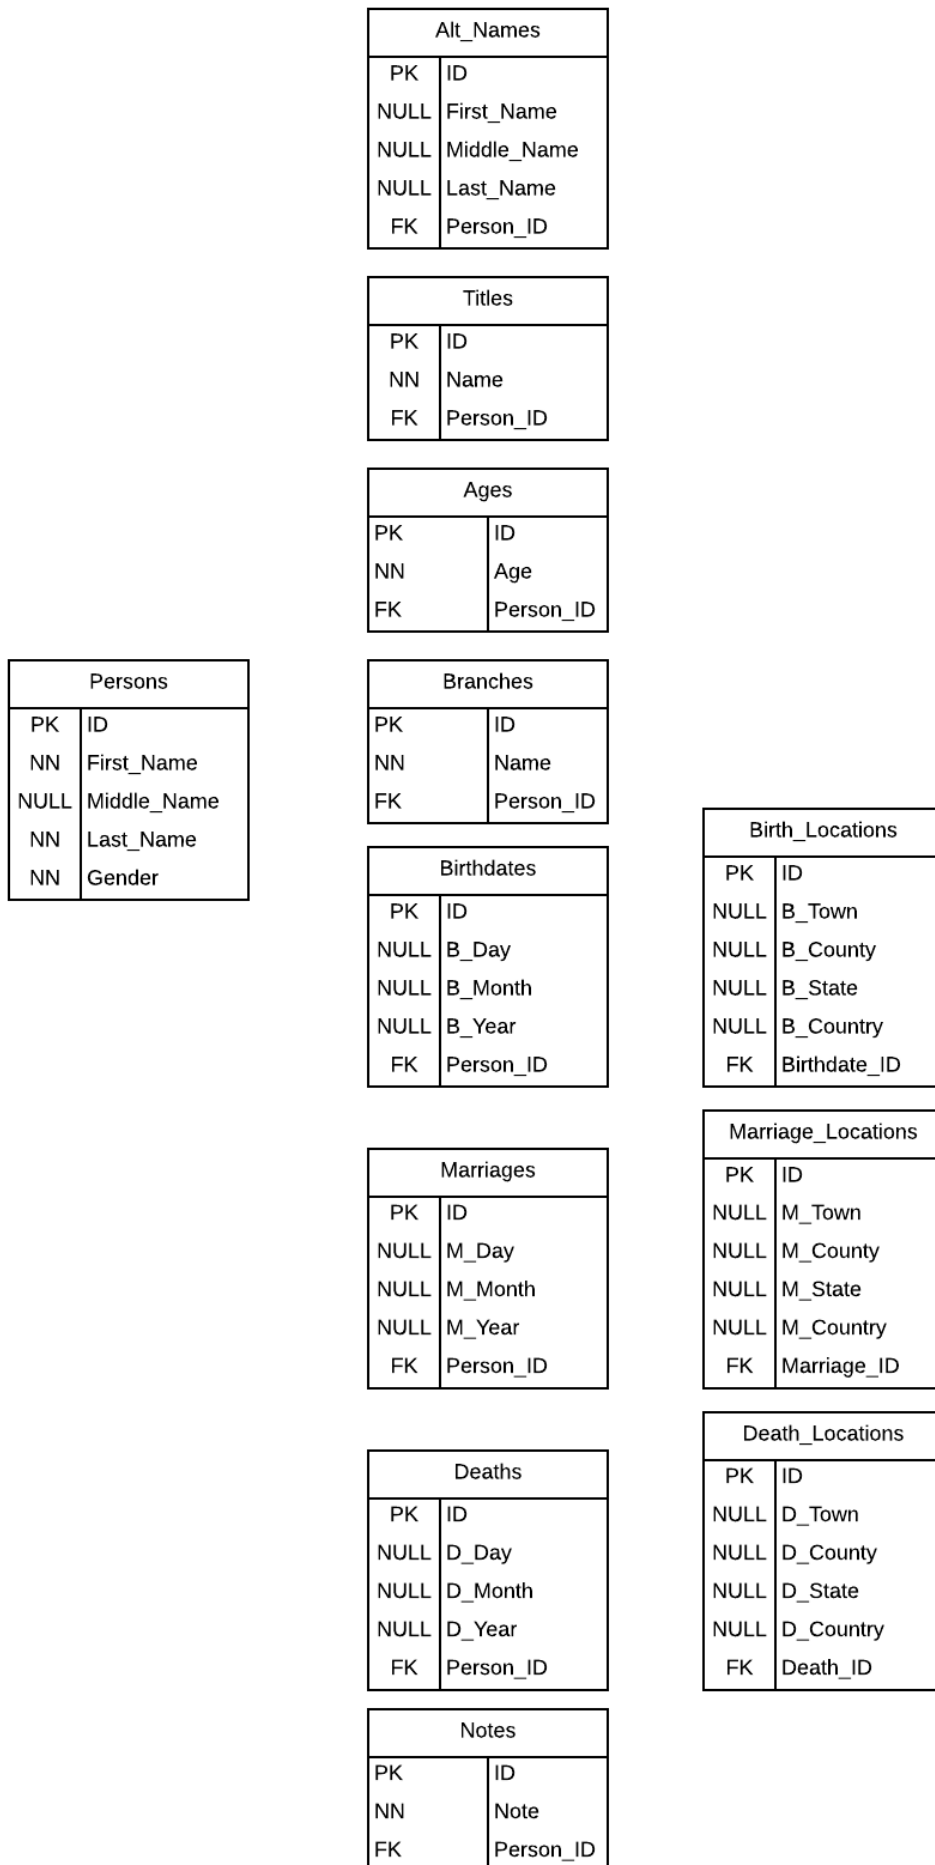 Alt_Names
PK ID
NULL First_Name
NULL Middle_Name
NULL Last_Name
FK Person_ID
Titles
PK ID
NN Name
FK Person_ID
Ages
PK ID
NN Age
FK Person_ID
Persons
PK ID
NN First_Name
NULL Middle_Name
NN Last_Name
NN Gender
Branches
PK ID
NN Name
FK Person_ID
Birthdates
PK ID
NULL B_Day
NULL B_Month
NULL B_Year
FK Person_ID
Birth_Locations
PK ID
NULL B_Town
NULL B_County
NULL B_State
NULL B_Country
FK Birthdate_ID
Marriages
PK ID
NULL M_Day
NULL M_Month
NULL M_Year
FK Person_ID
Marriage_Locations
PK ID
NULL M_Town
NULL M_County
NULL M_State
NULL M_Country
FK Marriage_ID
Deaths
PK ID
NULL D_Day
NULL D_Month
NULL D_Year
FK Person_ID
Death_Locations
PK ID
NULL D_Town
NULL D_County
NULL D_State
NULL D_Country
FK Death_ID
Notes
PK ID
NN Note
FK Person_ID